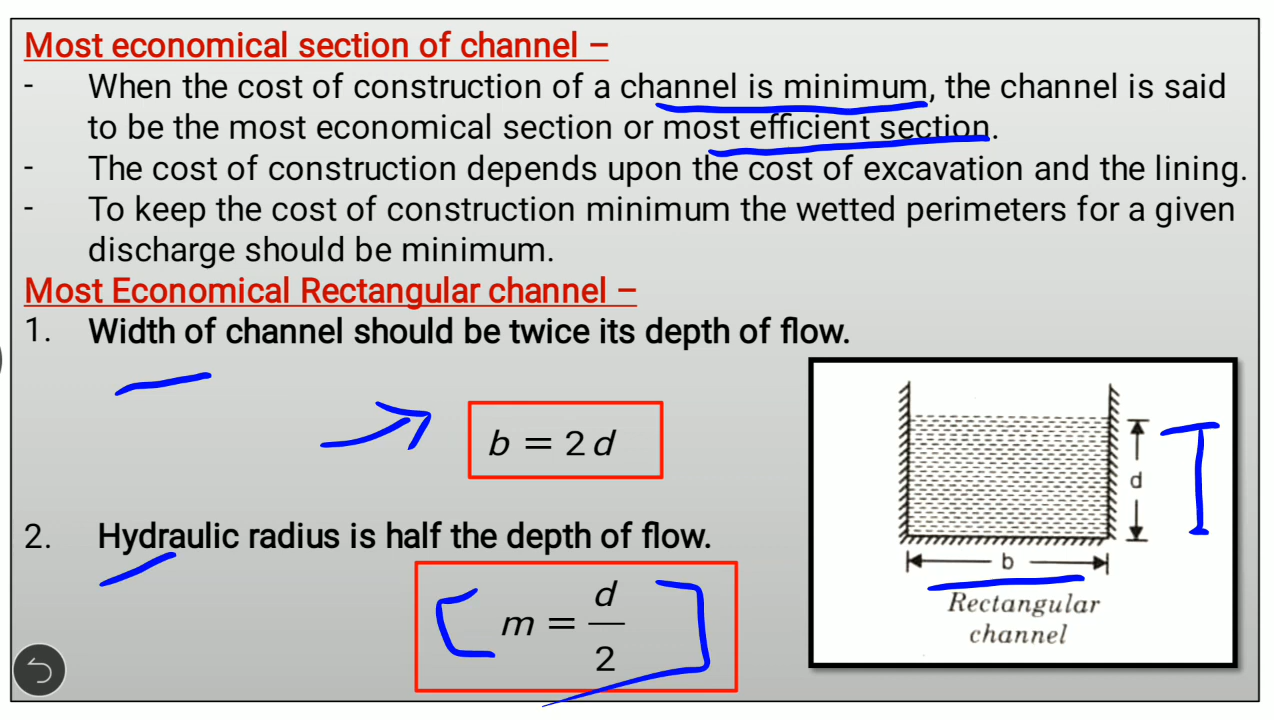 Most economical section of channel –
- When the cost of construction of a channel is minimum, the channel is said
to be the most economical section or most efficient section.
- The cost of construction depends upon the cost of excavation and the lining.
- To keep the cost of construction minimum the wetted perimeters for a given
discharge should be minimum.
Most Economical Rectangular channel –
1. Width of channel should be twice its depth of flow.
b = 2 d
2. Hydraulic radius is half the depth of flow.
m = d/2
d
b
Rectangular
channel